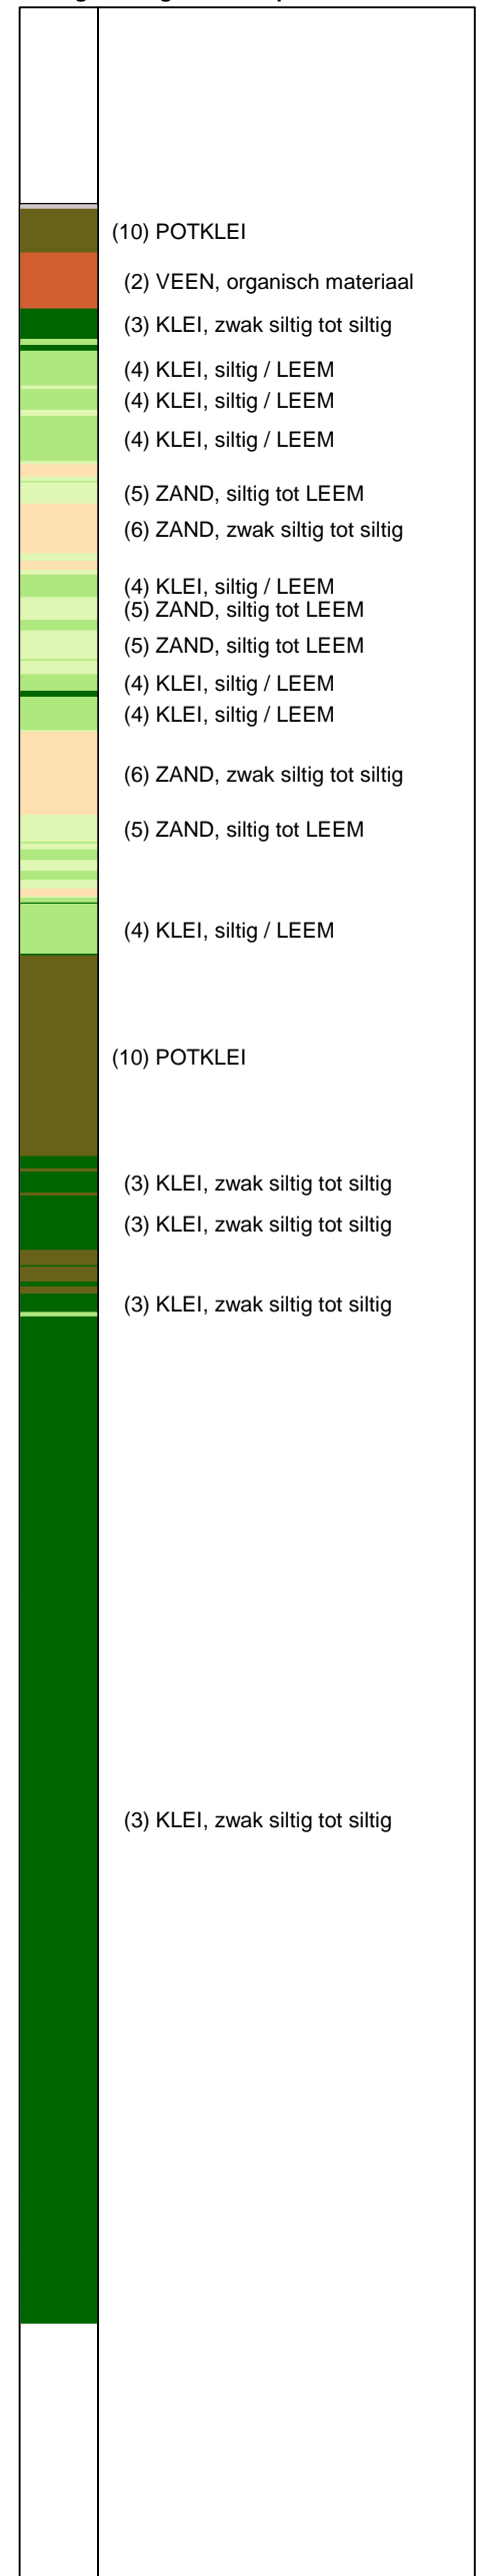 (10) POTKLEI
(2) VEEN, organisch materiaal
(3) KLEI, zwak siltig tot siltig
(4) KLEI, siltig / LEEM
(4) KLEI, siltig / LEEM
(4) KLEI, siltig / LEEM
(5) ZAND, siltig tot LEEM
(6) ZAND, zwak siltig tot siltig
(4) KLEI, siltig / LEEM
(5) ZAND, siltig tot LEEM
(5) ZAND, siltig tot LEEM
(4) KLEI, siltig / LEEM
(4) KLEI, siltig / LEEM
(6) ZAND, zwak siltig tot siltig
(5) ZAND, siltig tot LEEM
(4) KLEI, siltig / LEEM
(10) POTKLEI
(3) KLEI, zwak siltig tot siltig
(3) KLEI, zwak siltig tot siltig
(3) KLEI, zwak siltig tot siltig
(3) KLEI, zwak siltig tot siltig